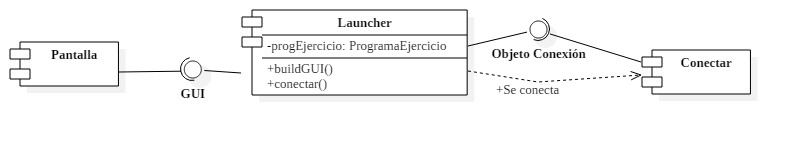 Pantalla
GUI
Launcher
-progEjercicio: ProgramaEjercicio
+buildGUI()
+conectar()
Objeto Conexión
+Se conecta
Conectar